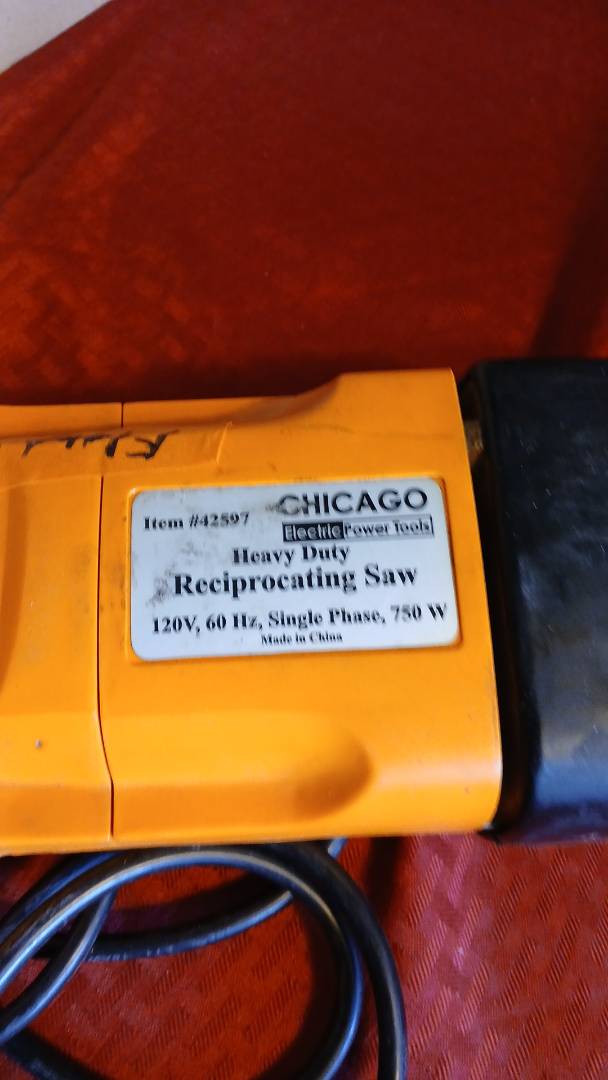 Item #42597
CHICAGO
Electric Power Tools
Heavy Duty
Reciprocating Saw
120V, 60 Hz, Single Phase, 750 W
Made in China